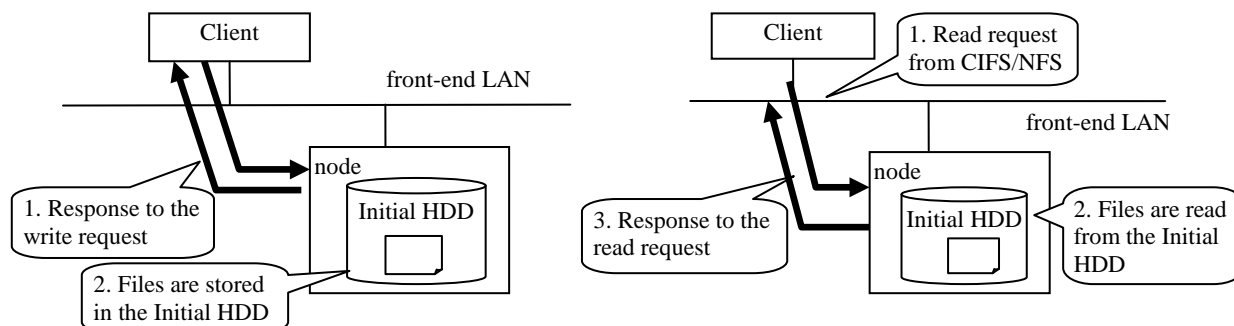 Client
front-end LAN
node
Initial HDD
1. Response to the
write request
2. Files are stored
in the Initial HDD
Client
1. Read request
from CIFS/NFS
front-end LAN
node
Initial HDD
3. Response to the
read request
2. Files are read
from the Initial
HDD